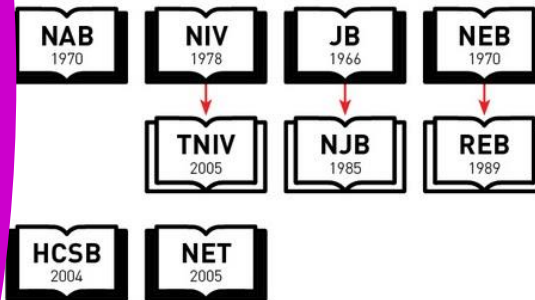 NAB
1970
NIV
1978
JB
1966
NEB
1970
TNIV
2005
NJB
1985
REB
1989
HCSB
2004
NET
2005